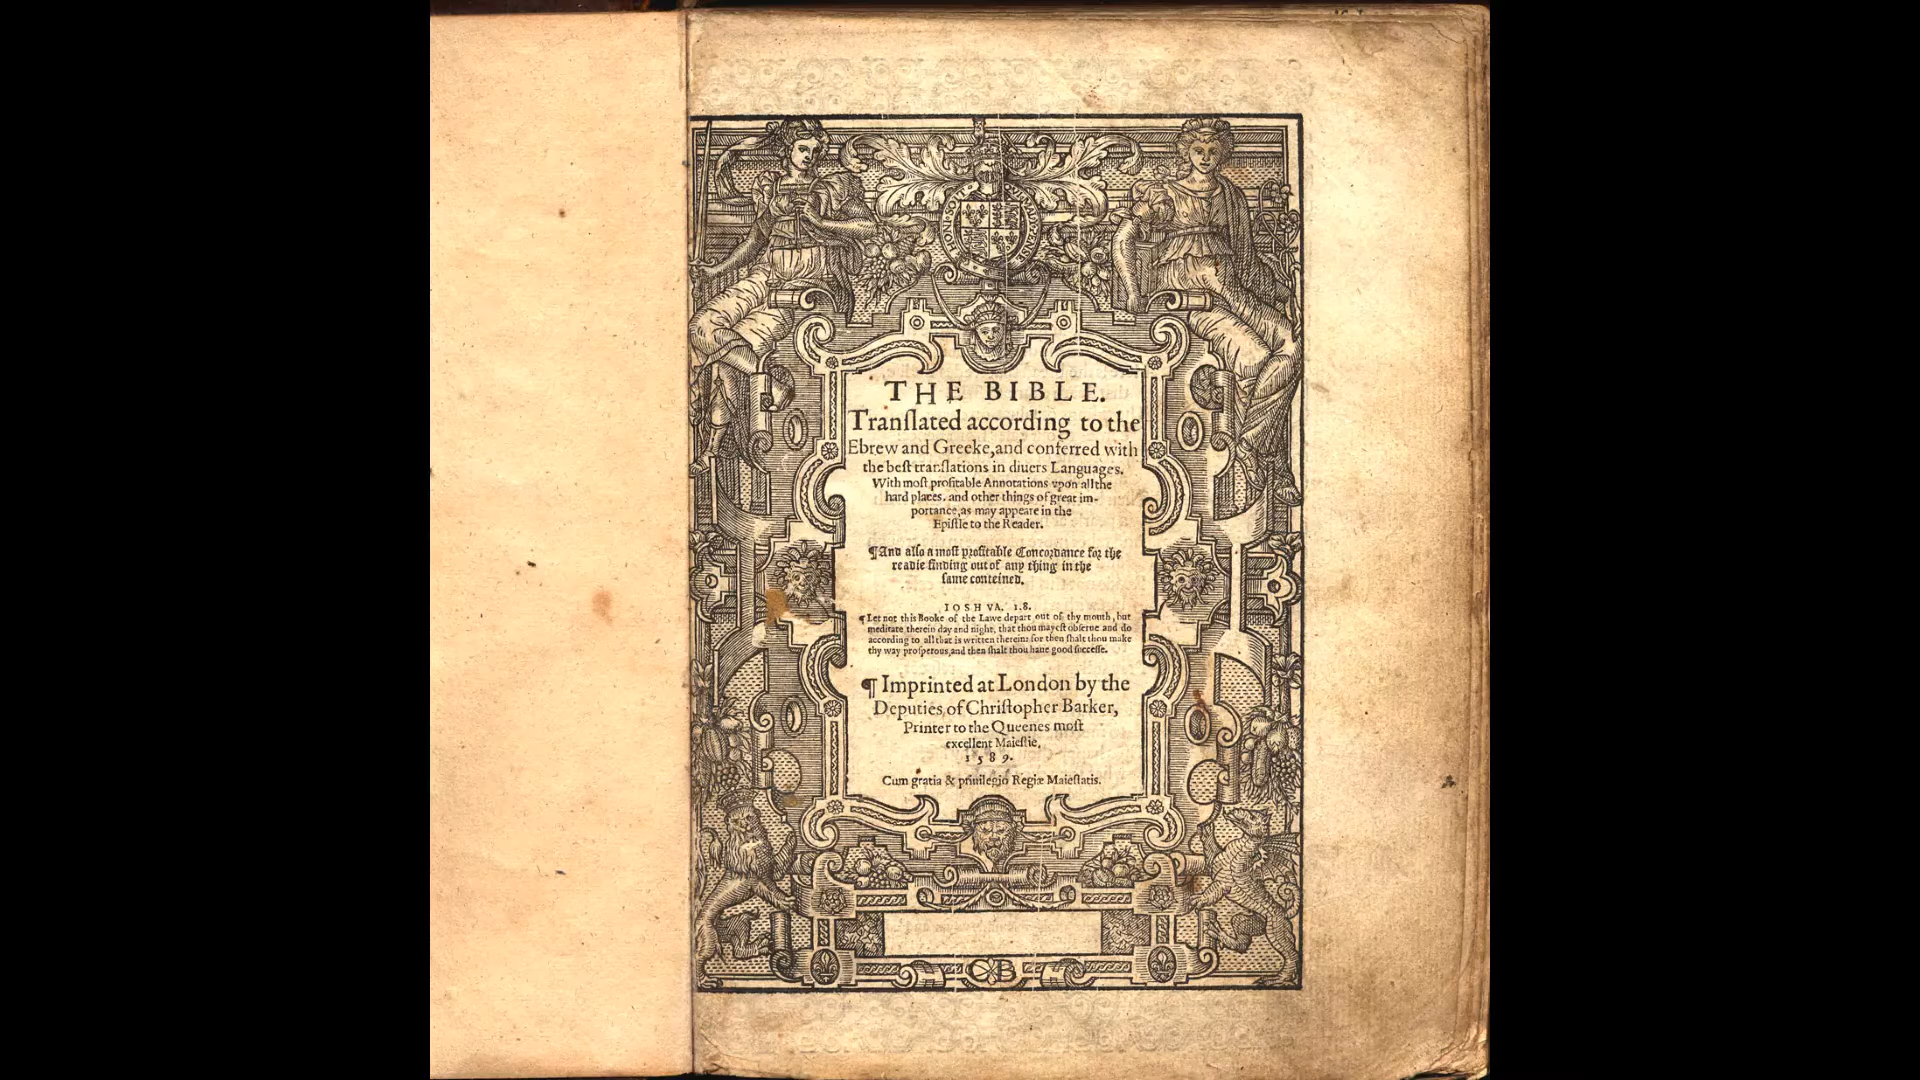 HONI SOIT QVI MAL Y PENSE
THE BIBLE.
Tranſlated according to the
Ebrew and Greeke, and conferred with
the beſt tranſlations in diuers Languages.
With moſt profitable Annotations vpon all the
hard places, and other things of great im-
portance, as may appeare in the
Epiſtle to the Reader.
¶ And alſo a moſt profitable Concordance for the
readie finding out of any thing in the
ſame conteined.
IOSHVA. 1.8.
¶ Let not this Booke of the Lawe depart out of thy mouth, but
meditate therein day and night, that thou mayeſt obſerue and do
according to all that is written therein: for then ſhalt thou make
thy way proſperous, and then ſhalt thou haue good ſucceſſe.
¶ Imprinted at London by the
Deputies of Chriſtopher Barker,
Printer to the Queenes moſt
excellent Maieſtie.
1589.
Cum gratia & priuilegio Regiæ Maieſtatis.
CB